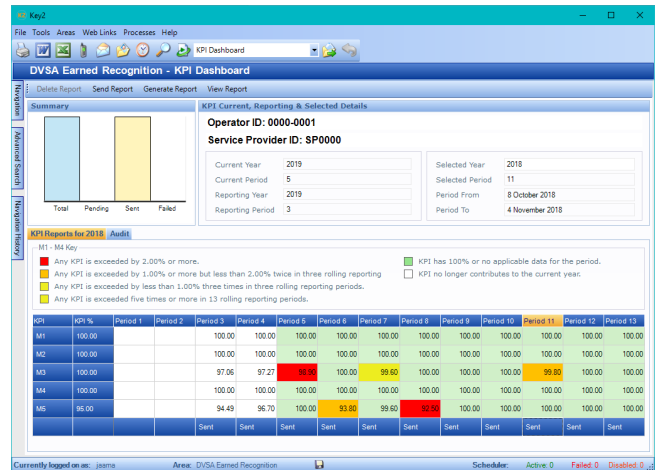 Key2
File Tools Areas Web Links Processes Help
KPI Dashboard
DVSA Earned Recognition - KPI Dashboard
Delete Report Send Report Generate Report View Report
Navigation
Advanced Search
Navigation History
Summary
Total Pending Sent Failed
KPI Current, Reporting & Selected Details
Operator ID: 0000-0001
Service Provider ID: SP0000
Current Year 2019
Current Period 5
Reporting Year 2019
Reporting Period 3
Selected Year 2018
Selected Period 11
Period From 8 October 2018
Period To 4 November 2018
KPI Reports for 2018 Audit
M1 - M4 Key
Any KPI is exceeded by 2.00% or more.
Any KPI is exceeded by 1.00% or more but less than 2.00% twice in three rolling reporting
Any KPI is exceeded by less than 1.00% three times in three rolling reporting periods.
Any KPI is exceeded five times or more in 13 rolling reporting periods.
KPI has 100% or no applicable data for the period.
KPI no longer contributes to the current year.
KPI KPI % Period 1 Period 2 Period 3 Period 4 Period 5 Period 6 Period 7 Period 8 Period 9 Period 10 Period 11 Period 12 Period 13
M1 100.00 100.00 100.00 100.00 100.00 100.00 100.00 100.00 100.00 100.00 100.00 100.00
M2 100.00 100.00 100.00 100.00 100.00 100.00 100.00 100.00 100.00 100.00 100.00 100.00
M3 100.00 97.06 97.27 100.00 99.60 100.00 100.00 100.00 99.80 100.00 100.00
M4 100.00 100.00 100.00 100.00 100.00 100.00 100.00 100.00 100.00 100.00 100.00 100.00
M5 95.00 94.49 96.70 100.00 93.80 99.60 100.00 100.00 100.00 100.00 100.00
Sent Sent Sent Sent Sent Sent Sent Sent Sent Sent Sent
Currently logged on as: jsama Area: DVSA Earned Recognition Scheduler: Active: 0 Failed: 0 Disabled: 0